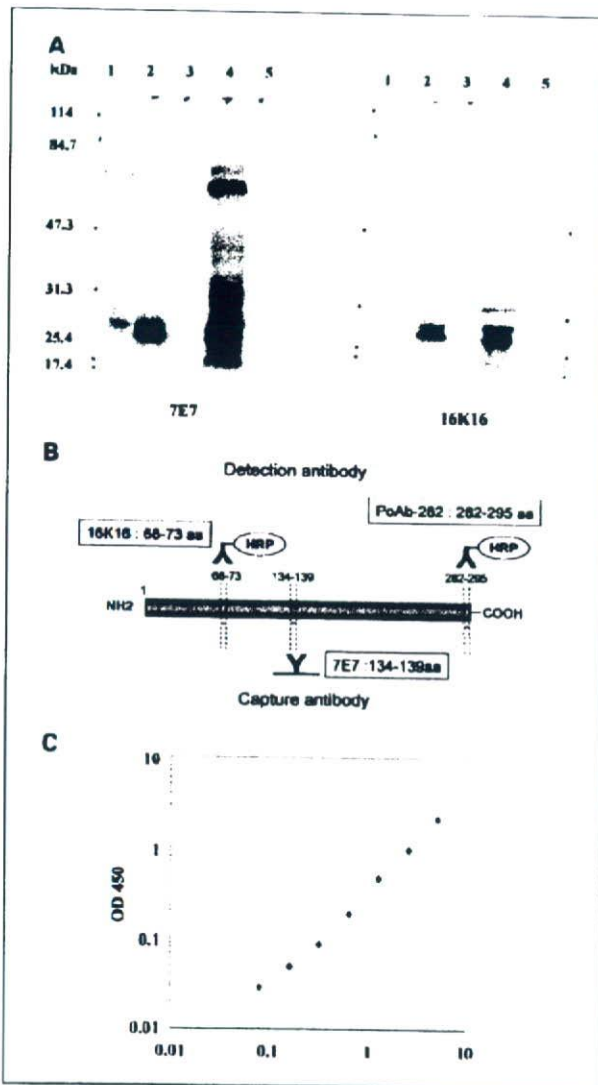 A
kDa 1 2 3 4 5 1 2 3 4 5
114
84.7
47.3
31.3
25.4
17.4
7E7 16K16
B
Detection antibody
PoAb-282 : 282-295 aa
16K16 : 68-73 aa
HRP HRP
68-73 134-139 282-295
1
NH2 COOH
7E7 :134-139aa
Capture antibody
C
10
1
0.1
0.01
OD 450
0.01 0.1 1 10